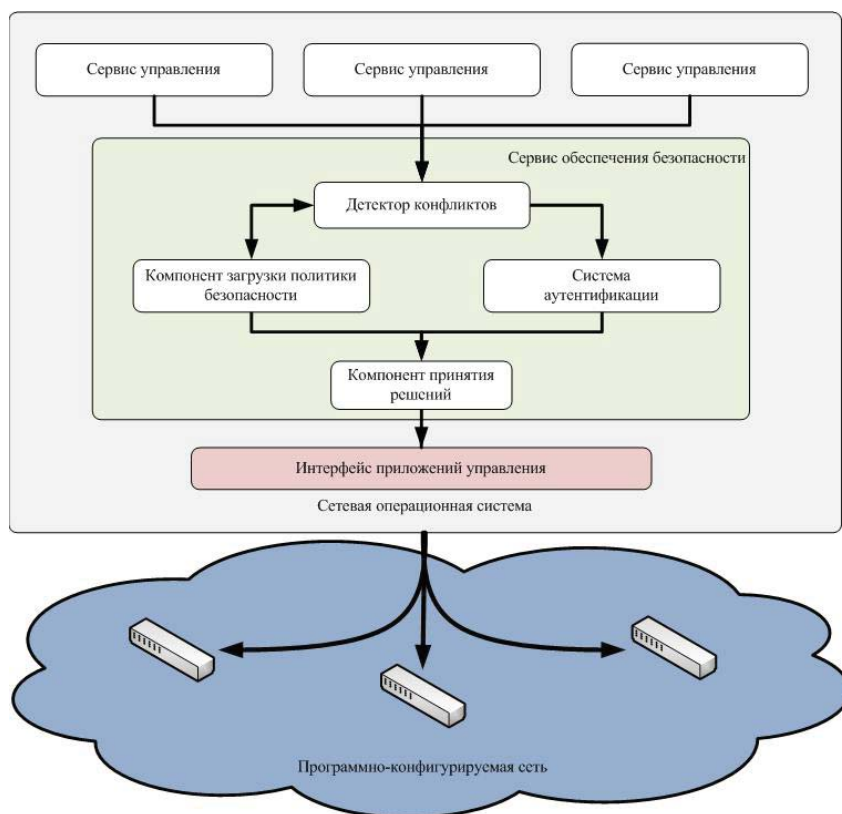 Сервис управления
Сервис управления
Сервис управления
Сервис обеспечения безопасности
Детектор конфликтов
Компонент загрузки политики
безопасности
Система
аутентификации
Компонент принятия
решений
Интерфейс приложений управления
Сетевая операционная система
Программно-конфигурируемая сеть